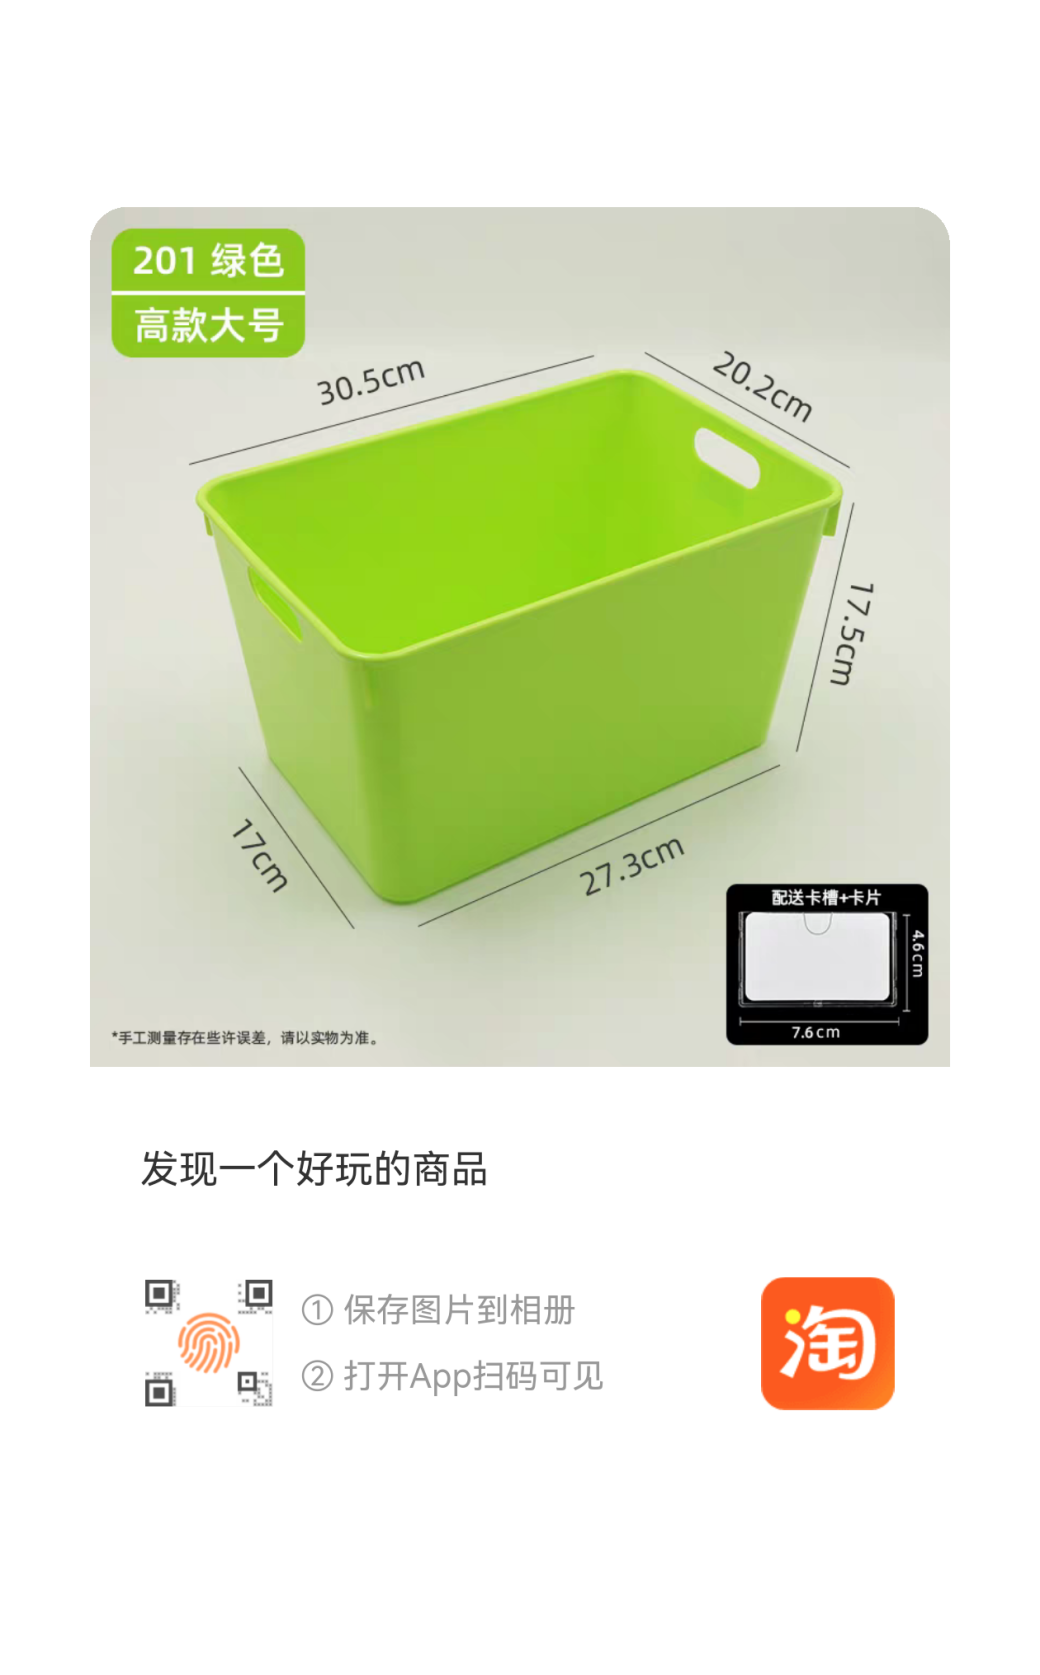 201 绿色
高款大号
30.5cm
20.2cm
17.5cm
17cm
27.3cm
配送卡槽+卡片
4.6cm
7.6cm
*手工测量存在些许误差，请以实物为准。
发现一个好玩的商品
① 保存图片到相册
② 打开App扫码可见
淘